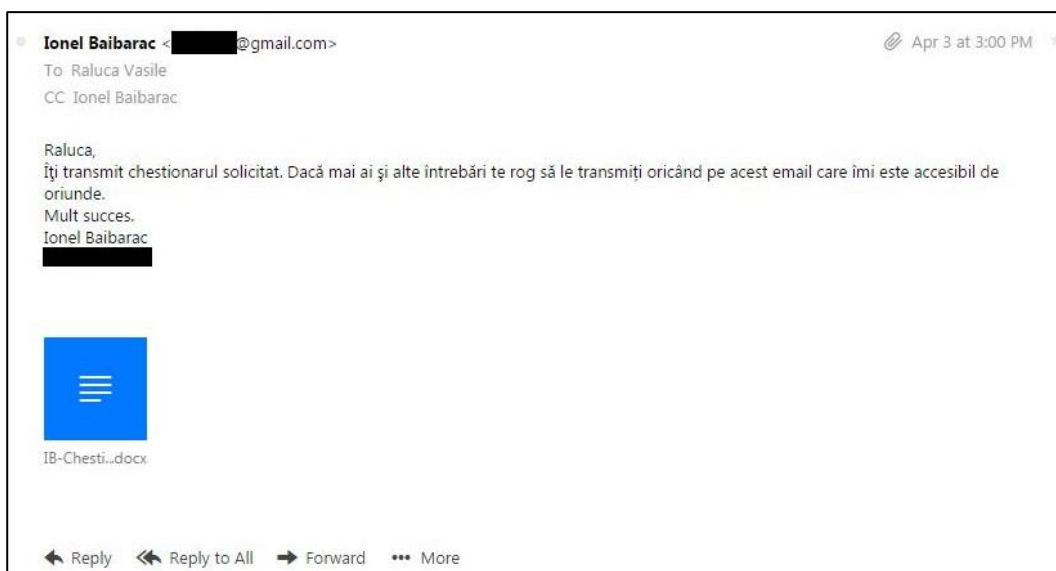 Ionel Baibarac < @gmail.com> Apr 3 at 3:00 PM
To Raluca Vasile
CC Ionel Baibarac
Raluca,
Îţi transmit chestionarul solicitat. Dacă mai ai şi alte întrebări te rog să le transmiți oricând pe acest email care îmi este accesibil de
oriunde.
Mult succes.
Ionel Baibarac
IB-Chesti...docx
Reply Reply to All Forward ••• More